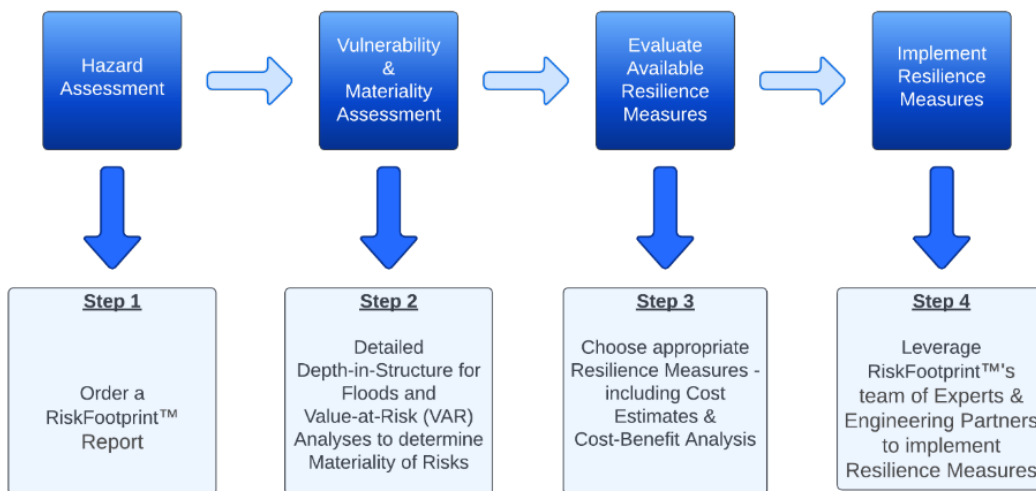 Hazard
Assessment
Vulnerability
&
Materiality
Assessment
Evaluate
Available
Resilience
Measures
Implement
Resilience
Measures
Step 1
Order a
RiskFootprint™
Report
Step 2
Detailed
Depth-in-Structure for
Floods and
Value-at-Risk (VAR)
Analyses to determine
Materiality of Risks
Step 3
Choose appropriate
Resilience Measures -
including Cost
Estimates &
Cost-Benefit Analysis
Step 4
Leverage
RiskFootprint™'s
team of Experts &
Engineering Partners
to implement
Resilience Measures